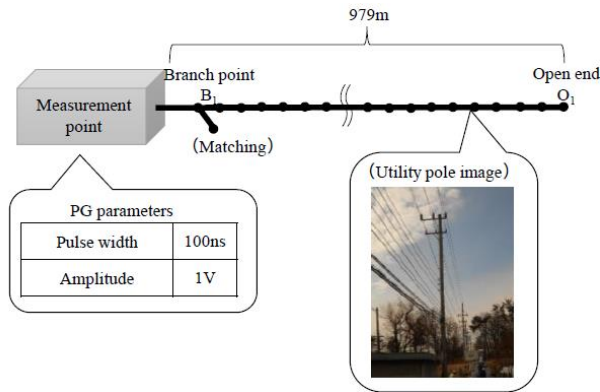 979m
Branch point
B1
Open end
O1
Measurement
point
(Matching)
(Utility pole image)
PG parameters
Pulse width 100ns
Amplitude 1V